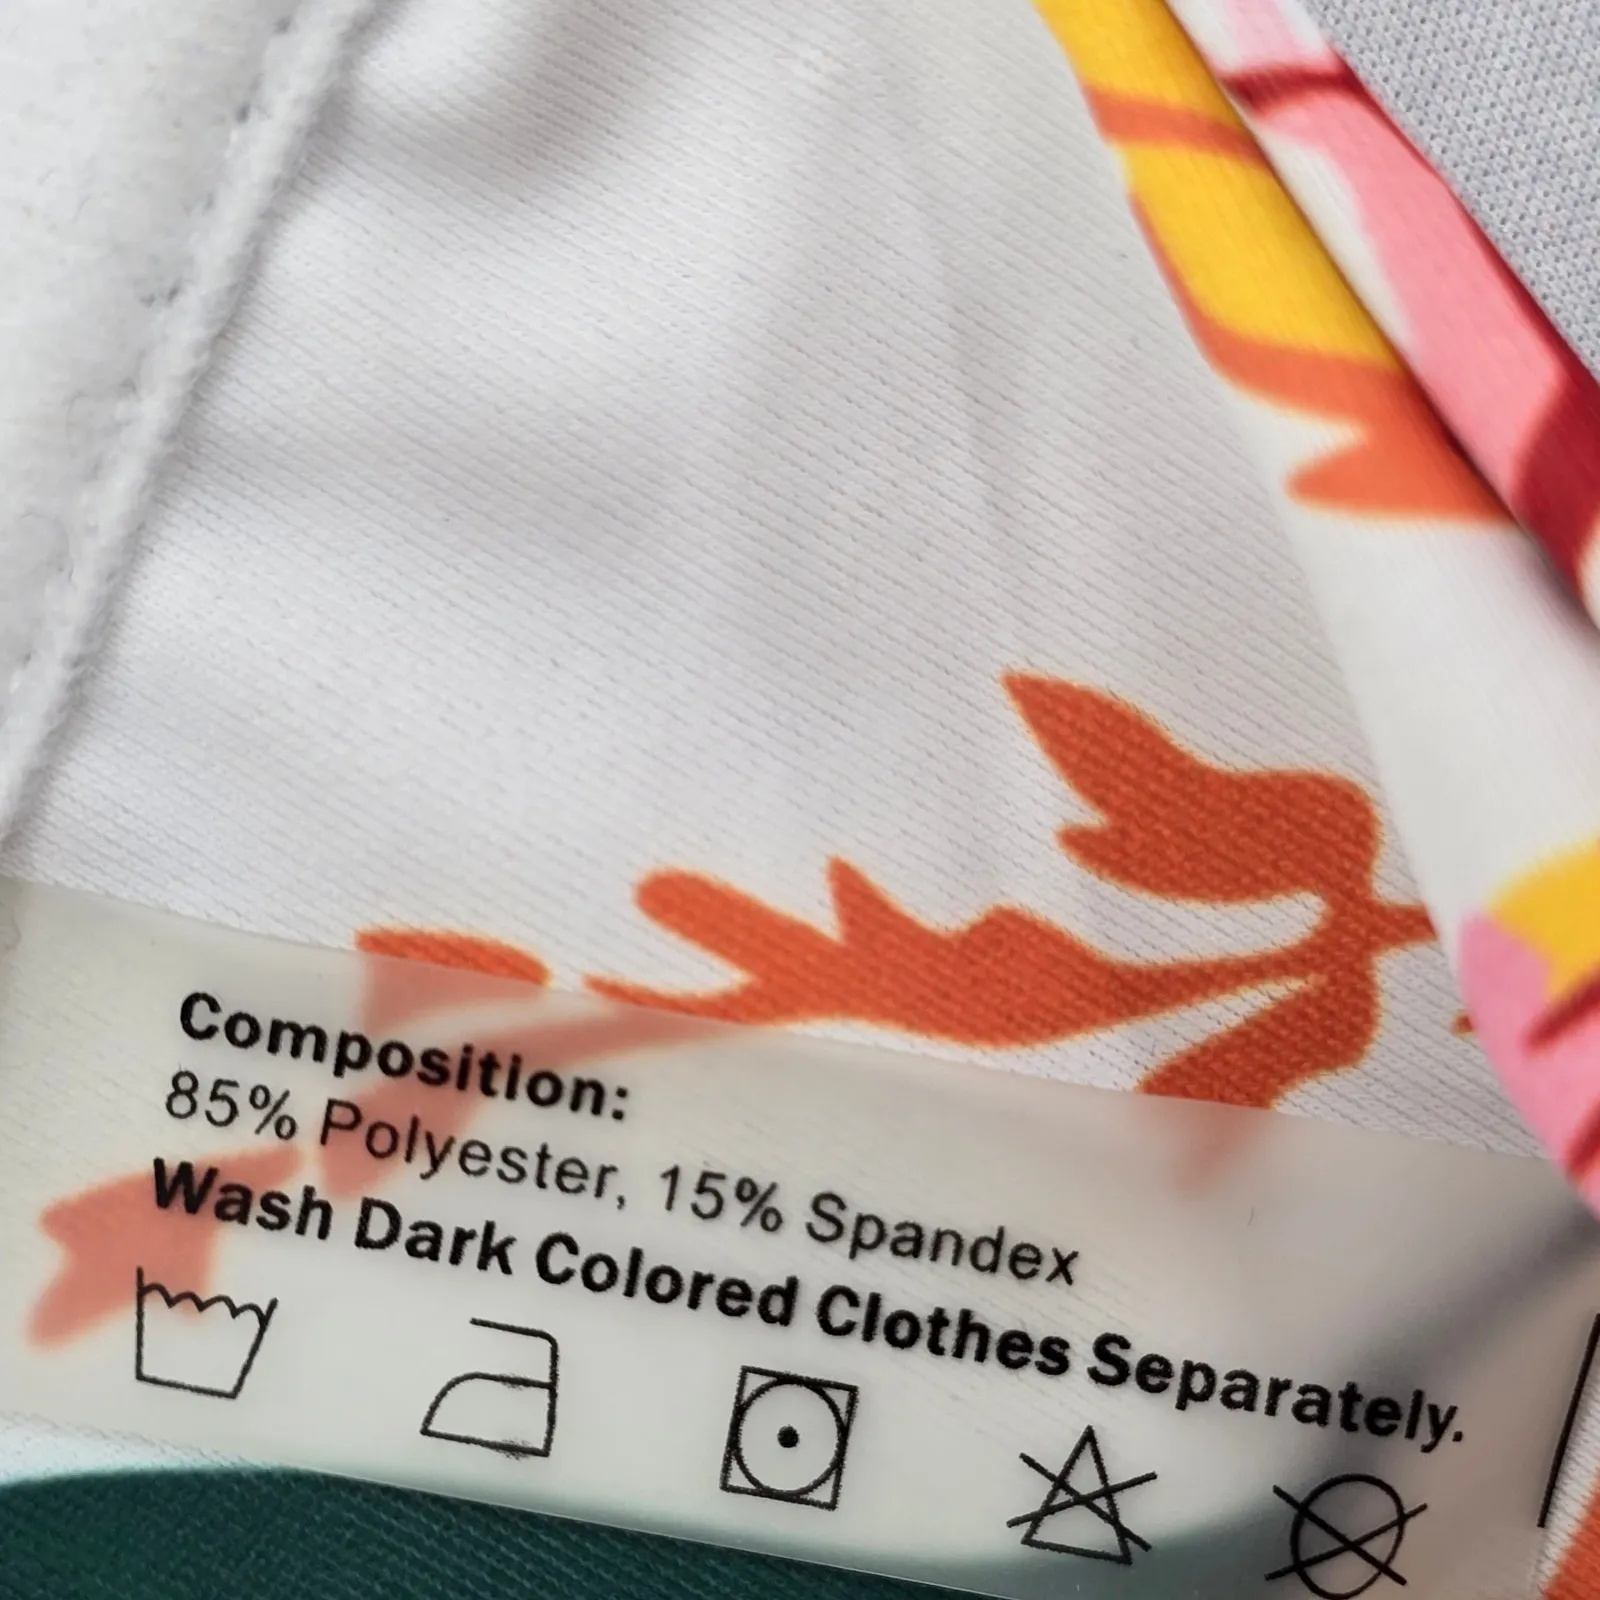 Composition:
85% Polyester, 15% Spandex
Wash Dark Colored Clothes Separately.